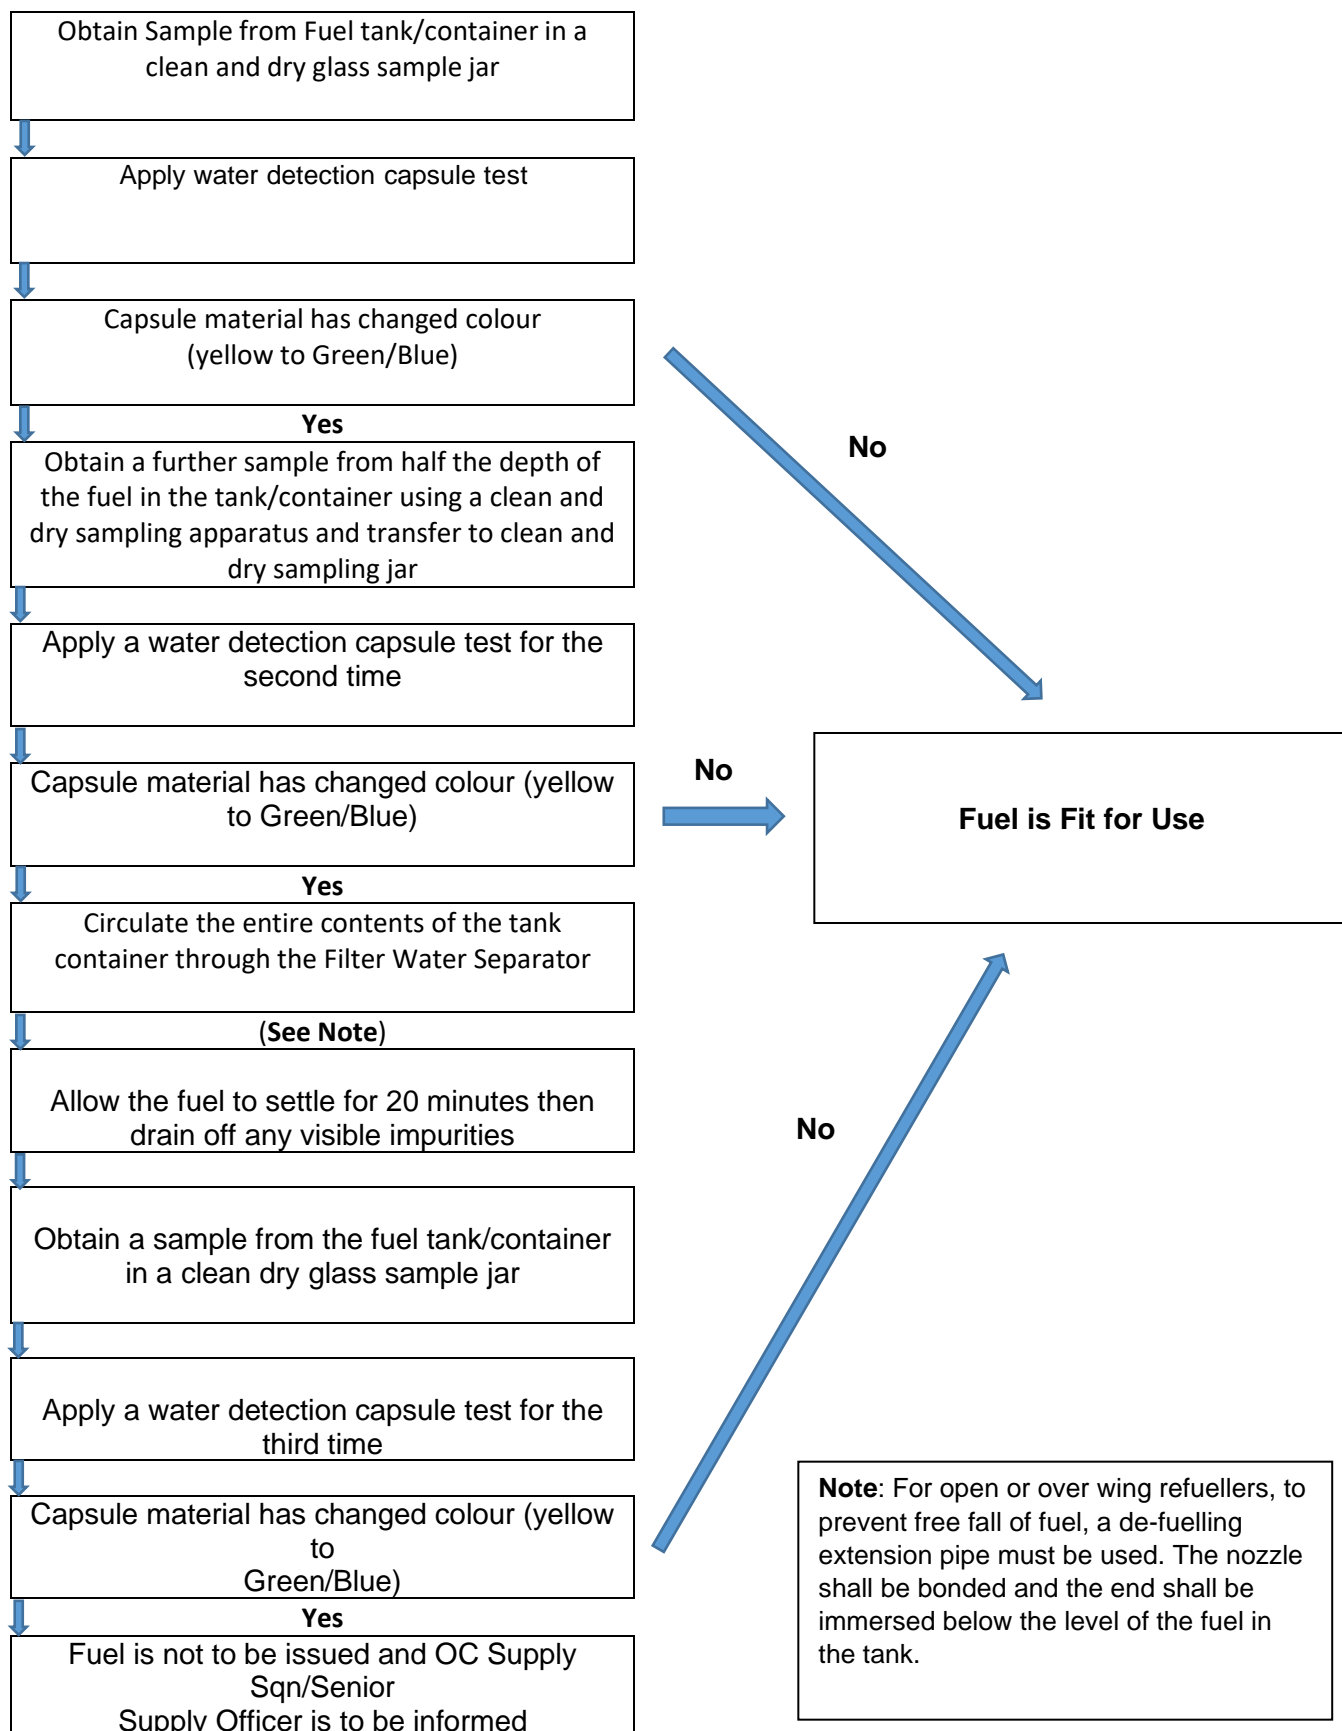 Obtain Sample from Fuel tank/container in a
clean and dry glass sample jar
Apply water detection capsule test
Capsule material has changed colour
(yellow to Green/Blue)
No
Yes
Obtain a further sample from half the depth of
the fuel in the tank/container using a clean and
dry sampling apparatus and transfer to clean and
dry sampling jar
Apply a water detection capsule test for the
second time
Capsule material has changed colour (yellow
to Green/Blue)
No
Fuel is Fit for Use
Yes
Circulate the entire contents of the tank
container through the Filter Water Separator
(See Note)
Allow the fuel to settle for 20 minutes then
drain off any visible impurities
No
Obtain a sample from the fuel tank/container
in a clean dry glass sample jar
Apply a water detection capsule test for the
third time
Capsule material has changed colour (yellow
to
Green/Blue)
Yes
Fuel is not to be issued and OC Supply
Sqn/Senior
Supply Officer is to be informed
Note: For open or over wing refuellers, to
prevent free fall of fuel, a de-fuelling
extension pipe must be used. The nozzle
shall be bonded and the end shall be
immersed below the level of the fuel in
the tank.